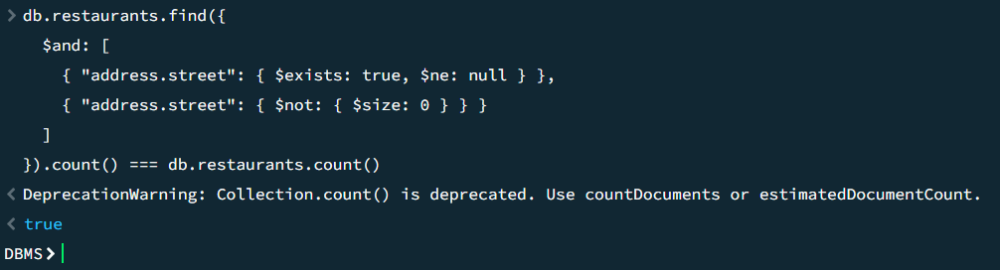 > db.restaurants.find({
$and: [
{ "address.street": { $exists: true, $ne: null } },
{ "address.street": { $not: { $size: 0 } } }
]
}).count() === db.restaurants.count()
< DeprecationWarning: Collection.count() is deprecated. Use countDocuments or estimatedDocumentCount.
< true
DBMS>